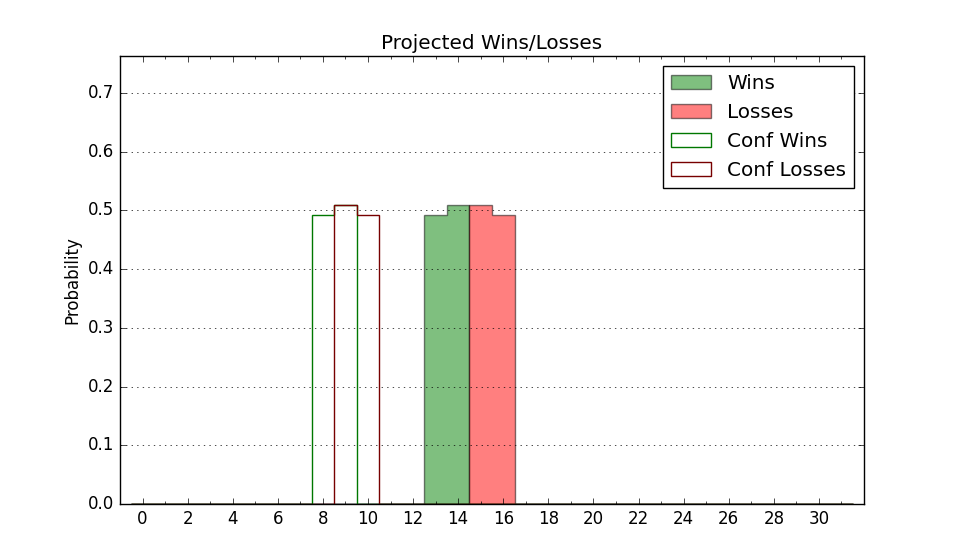 Projected Wins/Losses
Wins
Losses
Conf Wins
Conf Losses
Probability
0.7
0.6
0.5
0.4
0.3
0.2
0.1
0.0
0 2 4 6 8 10 12 14 16 18 20 22 24 26 28 30